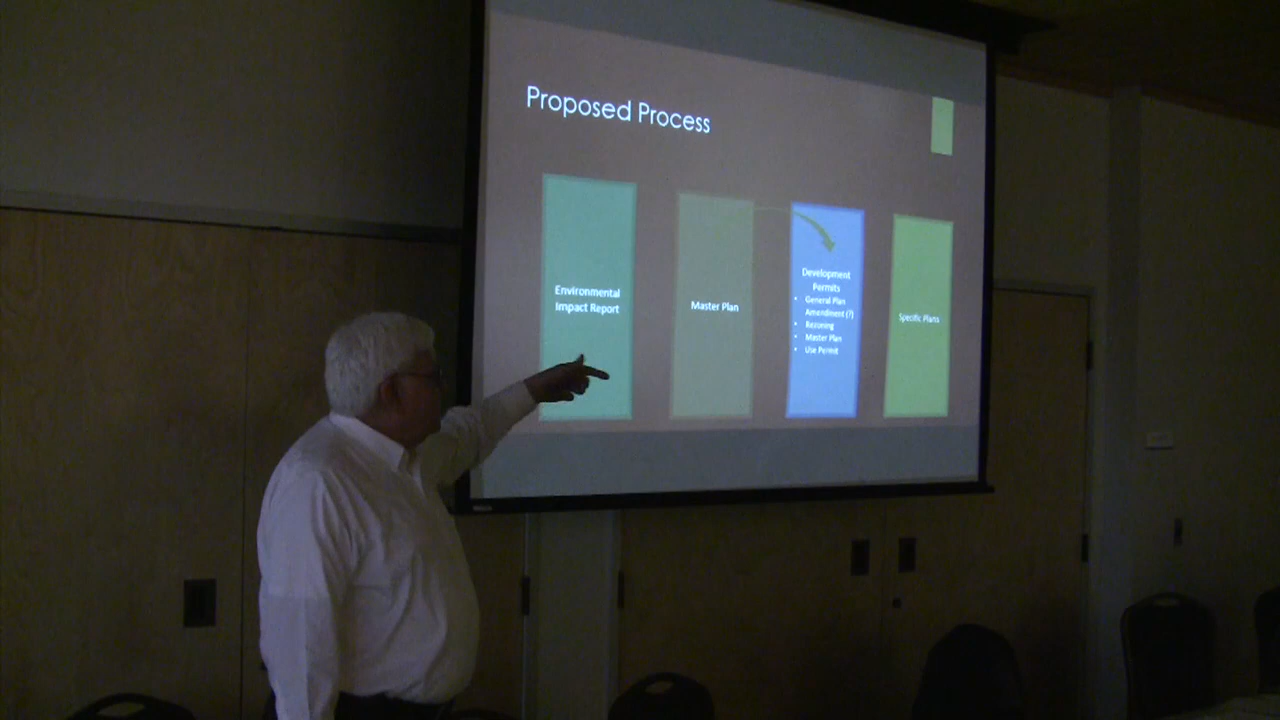 Proposed Process
Environmental
Impact Report
Master Plan
Development
Permits
• General Plan
Amendment (?)
• Rezoning
• Master Plan
• Use Permit
Specific Plans